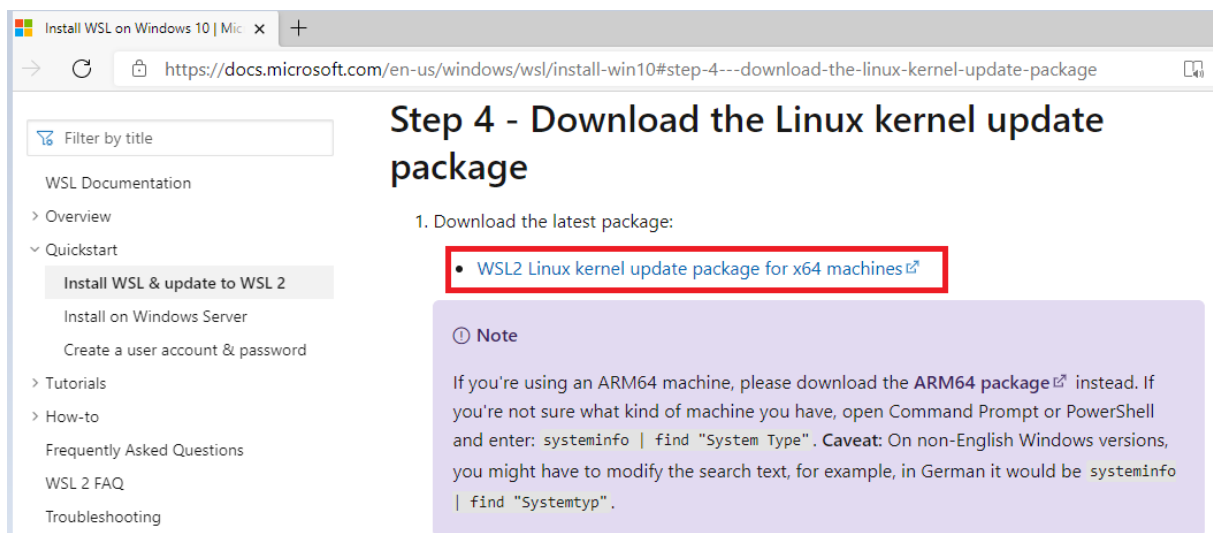 Install WSL on Windows 10 | Mic
https://docs.microsoft.com/en-us/windows/wsl/install-win10#step-4---download-the-linux-kernel-update-package
Filter by title
WSL Documentation
Overview
Quickstart
Install WSL & update to WSL 2
Install on Windows Server
Create a user account & password
Tutorials
How-to
Frequently Asked Questions
WSL 2 FAQ
Troubleshooting
Step 4 - Download the Linux kernel update
package
1. Download the latest package:
• WSL2 Linux kernel update package for x64 machines
Note
If you're using an ARM64 machine, please download the ARM64 package instead. If
you're not sure what kind of machine you have, open Command Prompt or PowerShell
and enter: systeminfo | find "System Type". Caveat: On non-English Windows versions,
you might have to modify the search text, for example, in German it would be systeminfo
| find "Systemtyp".